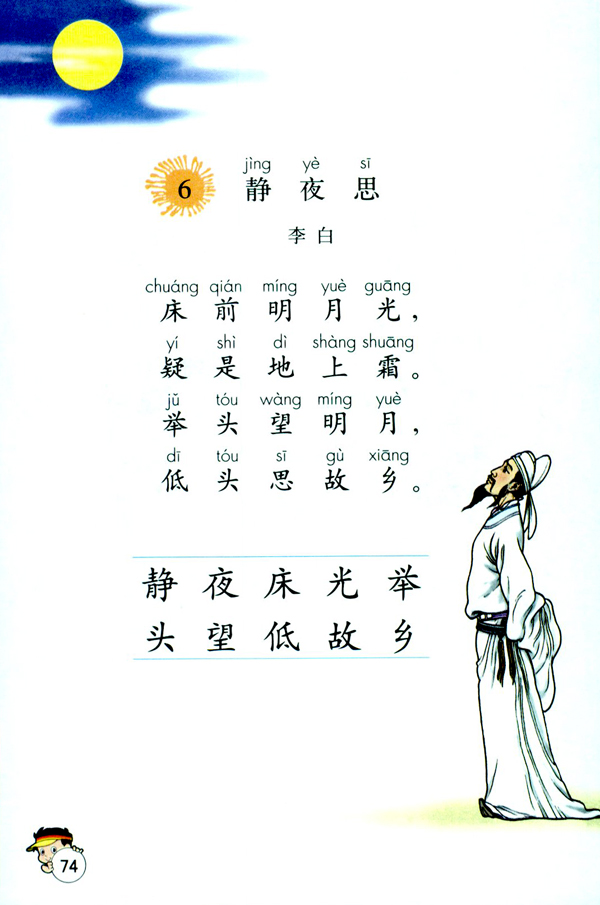 jìng yè sī
6 静夜思
李白
chuáng qián míng yuè guāng
床前明月光，
yí shì dì shàng shuāng
疑是地上霜。
jǔ tóu wàng míng yuè
举头望明月，
dī tóu sī gù xiāng
低头思故乡。
静夜床光举
头望低故乡
74